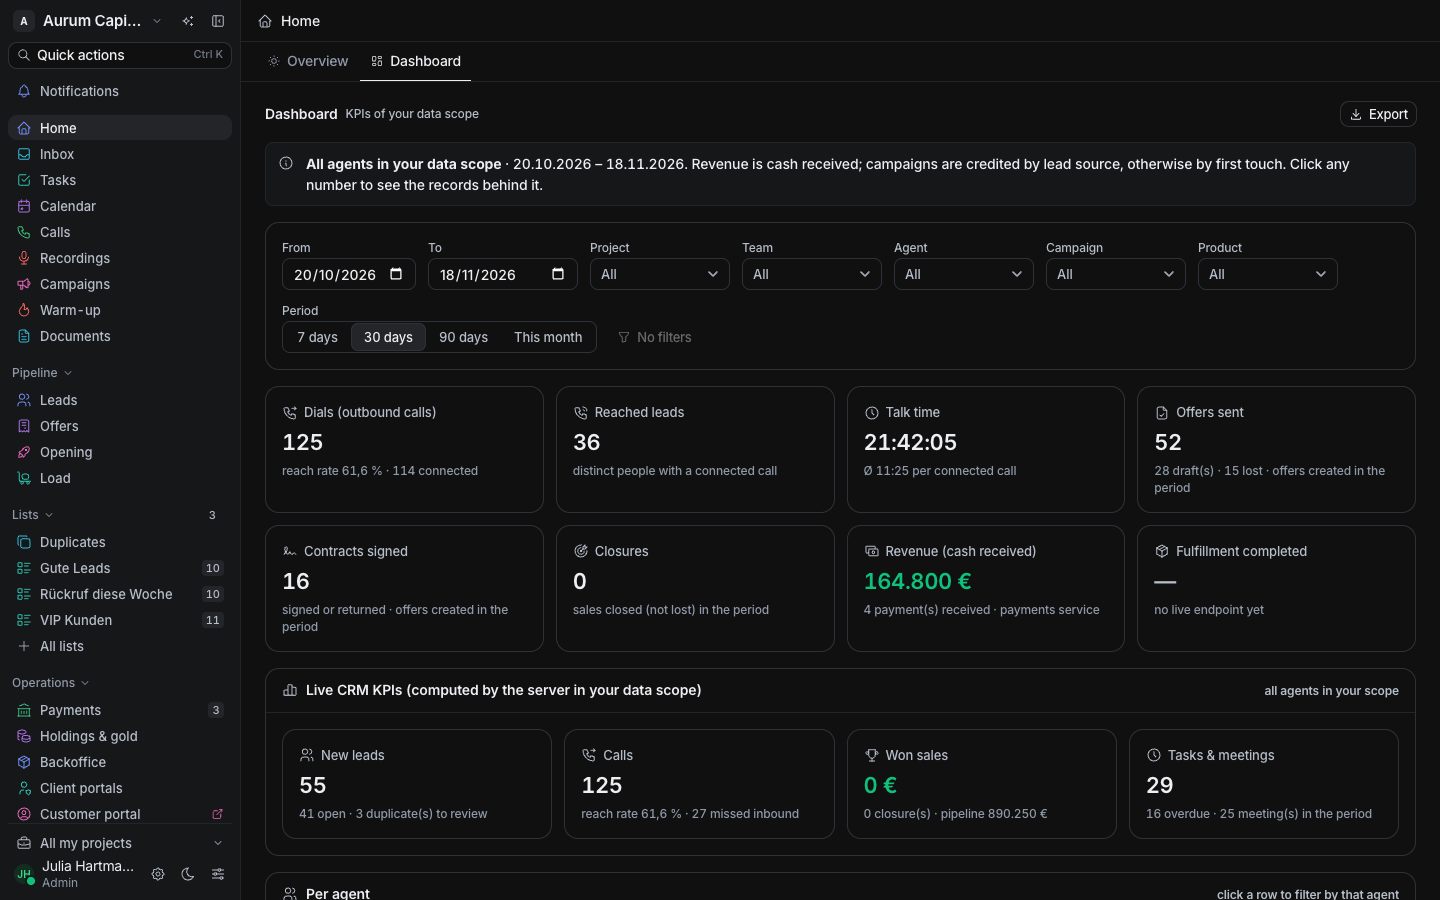 A Aurum Capi...
Quick actions Ctrl K
Notifications
Home
Inbox
Tasks
Calendar
Calls
Recordings
Campaigns
Warm-up
Documents
Pipeline
Leads
Offers
Opening
Load
Lists 3
Duplicates
Gute Leads 10
Rückruf diese Woche 10
VIP Kunden 11
All lists
Operations
Payments 3
Holdings & gold
Backoffice
Client portals
Customer portal
All my projects
JH Julia Hartma...
Admin
Home
Overview Dashboard
Dashboard KPIs of your data scope
Export
All agents in your data scope · 20.10.2026 – 18.11.2026. Revenue is cash received; campaigns are credited by lead source, otherwise by first touch. Click any
number to see the records behind it.
From To Project Team Agent Campaign Product
20/10/2026 18/11/2026 All All All All All
Period
7 days 30 days 90 days This month No filters
Dials (outbound calls)
125
reach rate 61,6 % · 114 connected
Reached leads
36
distinct people with a connected call
Talk time
21:42:05
Ø 11:25 per connected call
Offers sent
52
28 draft(s) · 15 lost · offers created in the
period
Contracts signed
16
signed or returned · offers created in the
period
Closures
0
sales closed (not lost) in the period
Revenue (cash received)
164.800 €
4 payment(s) received · payments service
Fulfillment completed
—
no live endpoint yet
Live CRM KPIs (computed by the server in your data scope)
all agents in your scope
New leads
55
41 open · 3 duplicate(s) to review
Calls
125
reach rate 61,6 % · 27 missed inbound
Won sales
0 €
0 closure(s) · pipeline 890.250 €
Tasks & meetings
29
16 overdue · 25 meeting(s) in the period
Per agent
click a row to filter by that agent